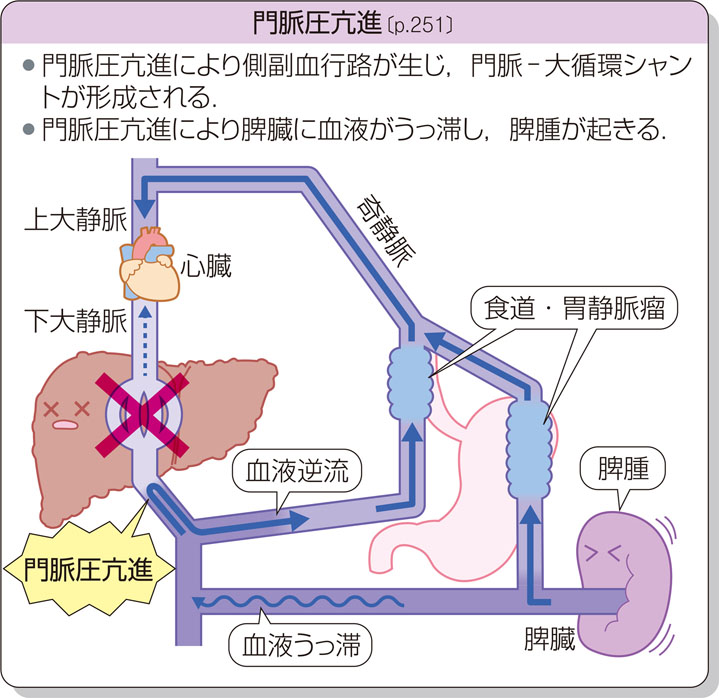 門脈圧亢進〔p.251〕
● 門脈圧亢進により側副血行路が生じ，門脈－大循環シャン
トが形成される．
● 門脈圧亢進により脾臓に血液がうっ滞し，脾腫が起きる．
上大静脈
奇静脈
心臓
食道・胃静脈瘤
下大静脈
血液逆流
脾腫
門脈圧亢進
血液うっ滞
脾臓